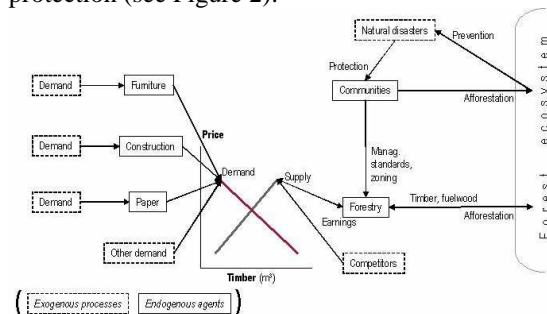 protection (see Figure 2).
Natural disasters
Prevention
Protection
Demand
Furniture
Communities
Afforestation
Price
Demand
Construction
Demand
Supply
Manag.
standards,
zoning
Demand
Paper
Forestry
Timber, fuelwood
Earnings
Afforestation
Other demand
Competitors
Timber (m³)
( Exogenous processes Endogenous agents )
Forest ecosystem